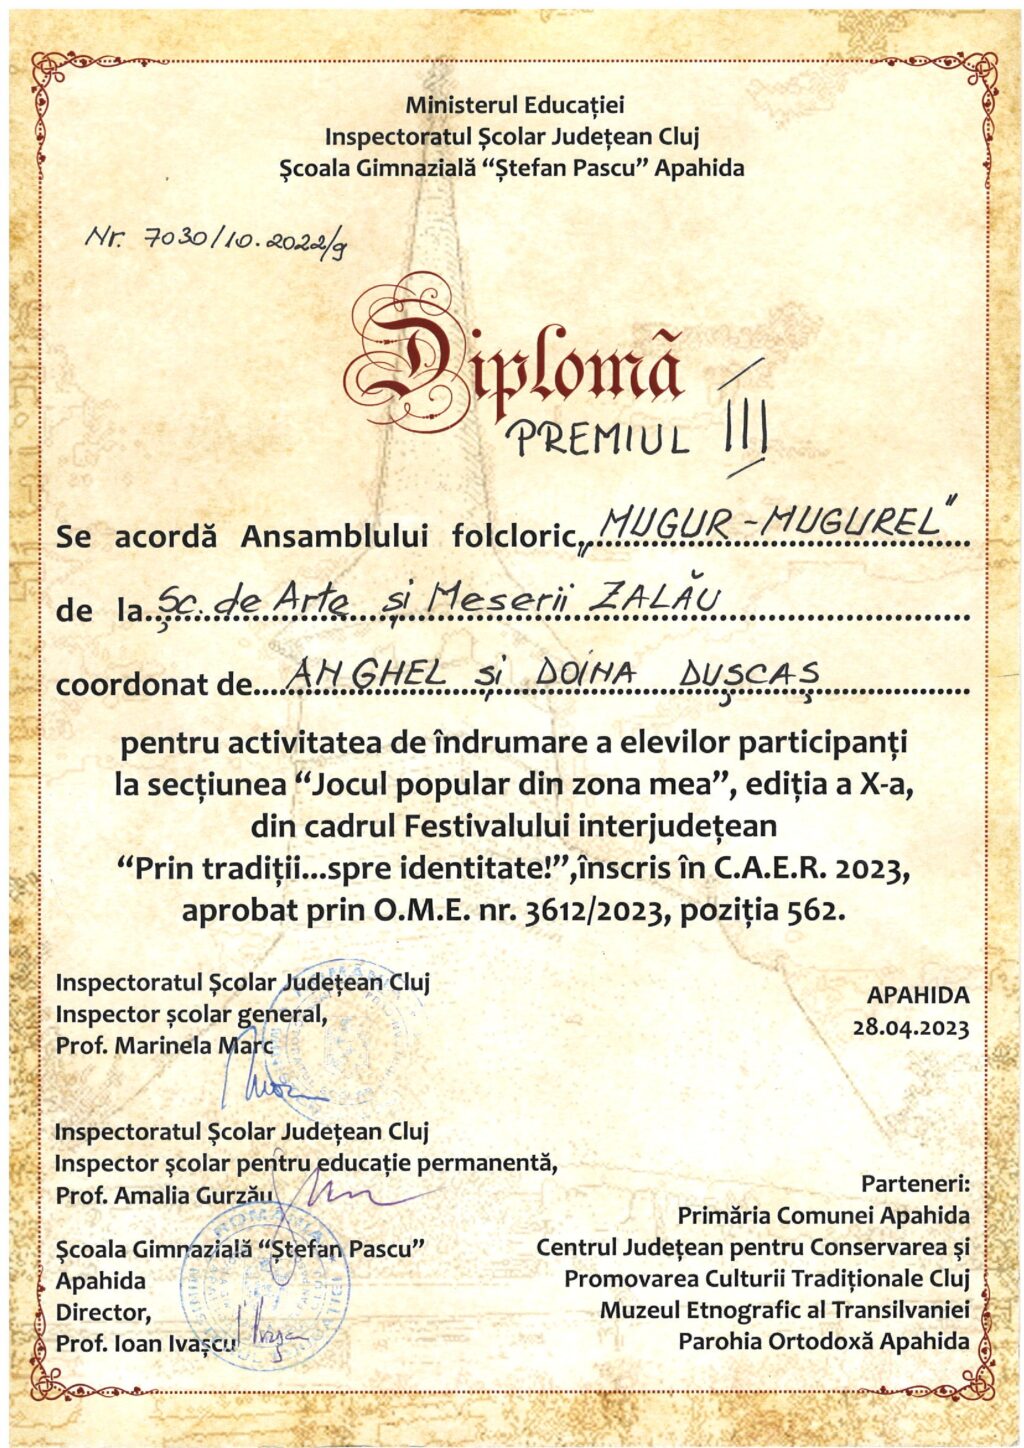 Ministerul Educației
Inspectoratul Școlar Județean Cluj
Școala Gimnazială “Ștefan Pascu” Apahida
Nr. 7030/10.2022/g
Diplomă
PREMIUL III
Se acordă Ansamblului folcloric „MUGUR-MUGUREL”
de la Șc. de Arte și Meserii ZALĂU
coordonat de ANGHEL și DOINA DUȘCAȘ
pentru activitatea de îndrumare a elevilor participanți
la secțiunea “Jocul popular din zona mea”, ediția a X-a,
din cadrul Festivalului interjudețean
“Prin tradiții...spre identitate!”,înscris în C.A.E.R. 2023,
aprobat prin O.M.E. nr. 3612/2023, poziția 562.
Inspectoratul Școlar Județean Cluj
Inspector școlar general,
Prof. Marinela Marc
APAHIDA
28.04.2023
Inspectoratul Școlar Județean Cluj
Inspector școlar pentru educație permanentă,
Prof. Amalia Gurzău
Școala Gimnazială “Ștefan Pascu”
Apahida
Director,
Prof. Ioan Ivașcu
Parteneri:
Primăria Comunei Apahida
Centrul Județean pentru Conservarea și
Promovarea Culturii Tradiționale Cluj
Muzeul Etnografic al Transilvaniei
Parohia Ortodoxă Apahida
ROMÂNIA
ROMÂNIA